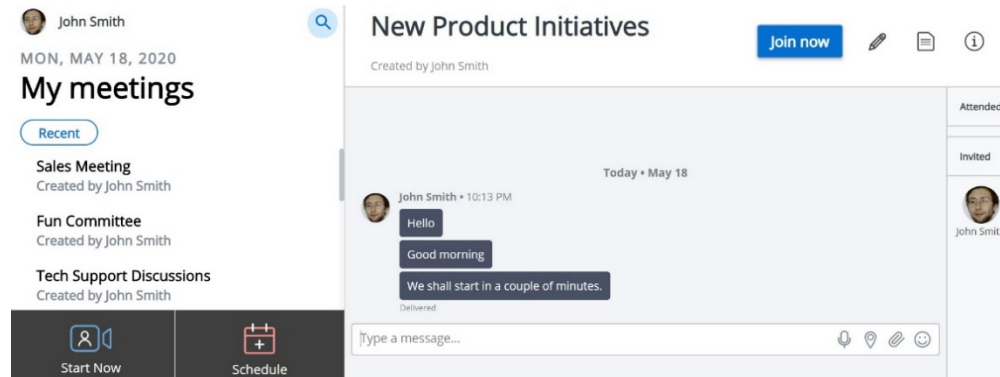 John Smith
MON, MAY 18, 2020
My meetings
Recent
Sales Meeting
Created by John Smith
Fun Committee
Created by John Smith
Tech Support Discussions
Created by John Smith
Start Now
Schedule
New Product Initiatives
Created by John Smith
Join now
Today • May 18
John Smith • 10:13 PM
Hello
Good morning
We shall start in a couple of minutes.
Delivered
Type a message...
Attended
Invited
John Smit